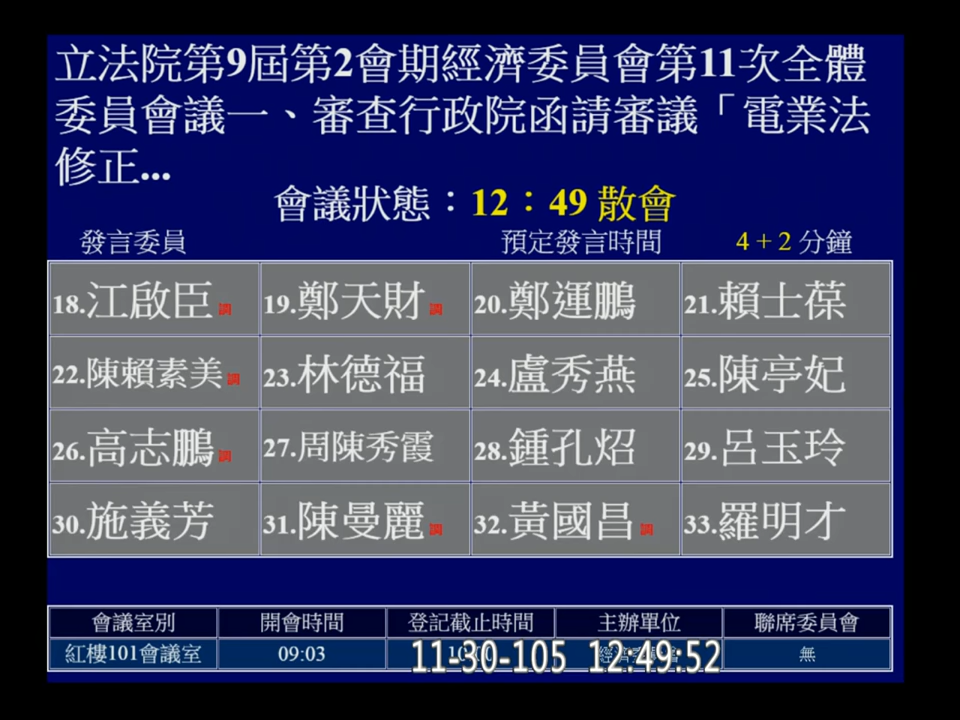 立法院第9屆第2會期經濟委員會第11次全體
委員會議一、審查行政院函請審議「電業法
修正...
會議狀態：12：49 散會
發言委員 預定發言時間 4 + 2 分鐘
18.江啟臣調 19.鄭天財調 20.鄭運鵬 21.賴士葆
22.陳賴素美調 23.林德福 24.盧秀燕 25.陳亭妃
26.高志鵬調 27.周陳秀霞 28.鍾孔炤 29.呂玉玲
30.施義芳 31.陳曼麗調 32.黃國昌調 33.羅明才
會議室別 開會時間 登記截止時間 主辦單位 聯席委員會
紅樓101會議室 09:03 無
11-30-105 12:49:52